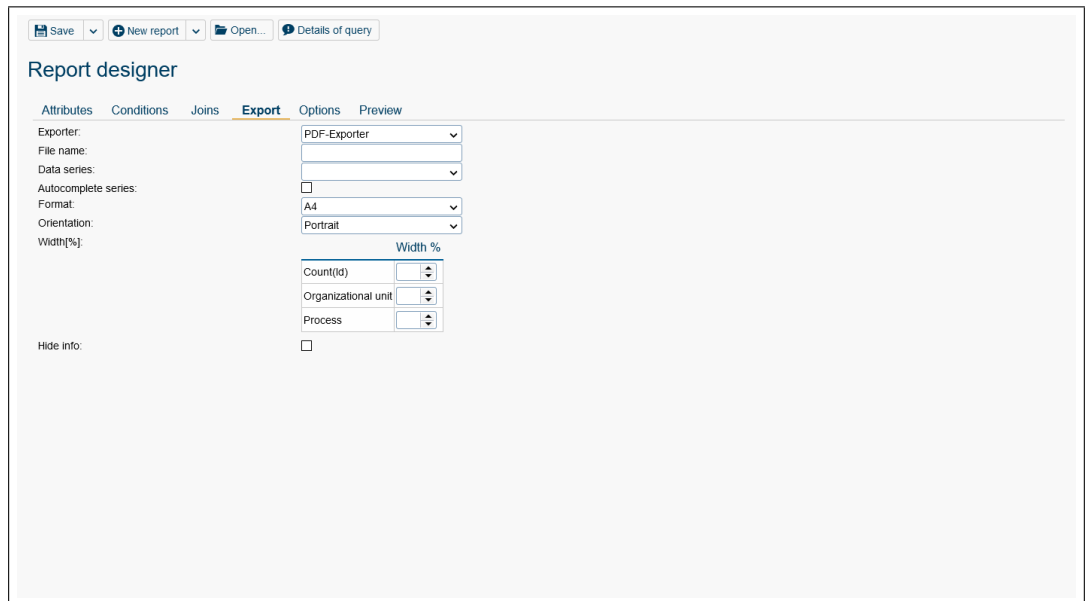 Save New report Open... Details of query
Report designer
Attributes Conditions Joins Export Options Preview
Exporter: PDF-Exporter
File name:
Data series:
Autocomplete series:
Format: A4
Orientation: Portrait
Width[%]: Width %
Count(Id)
Organizational unit
Process
Hide info: